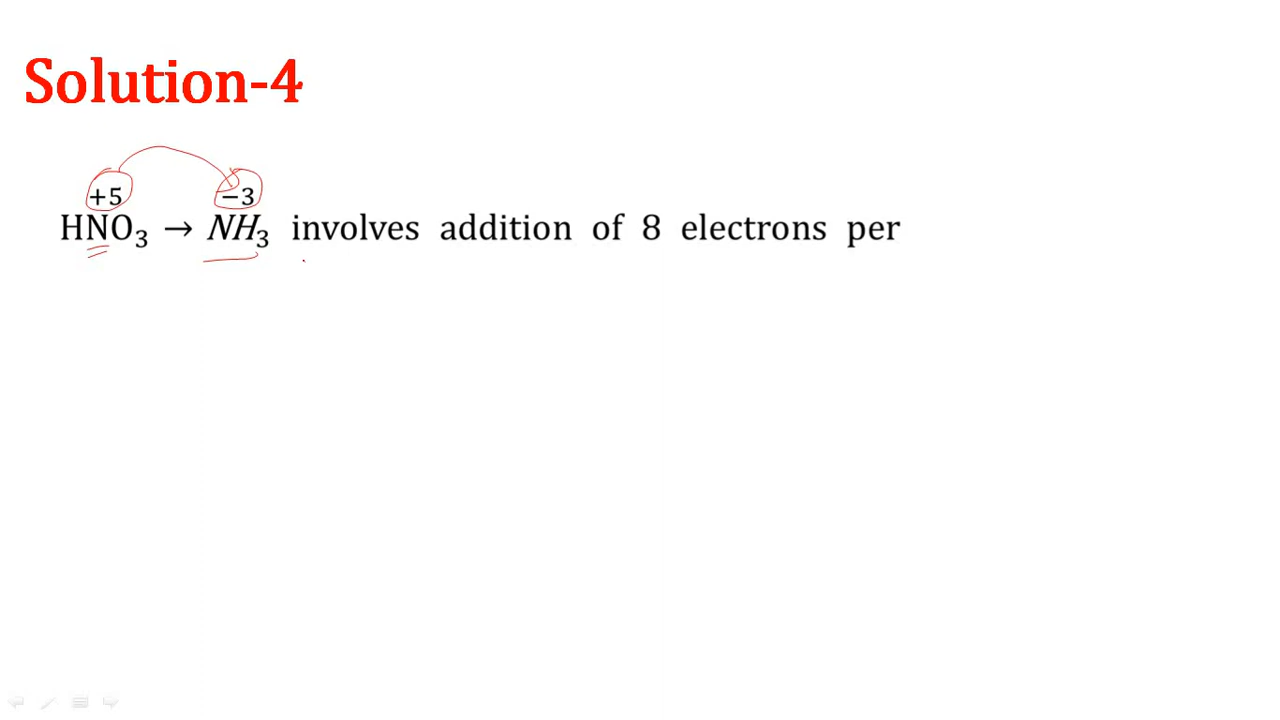 Solution-4
+5 −3
HNO₃ → NH₃ involves addition of 8 electrons per